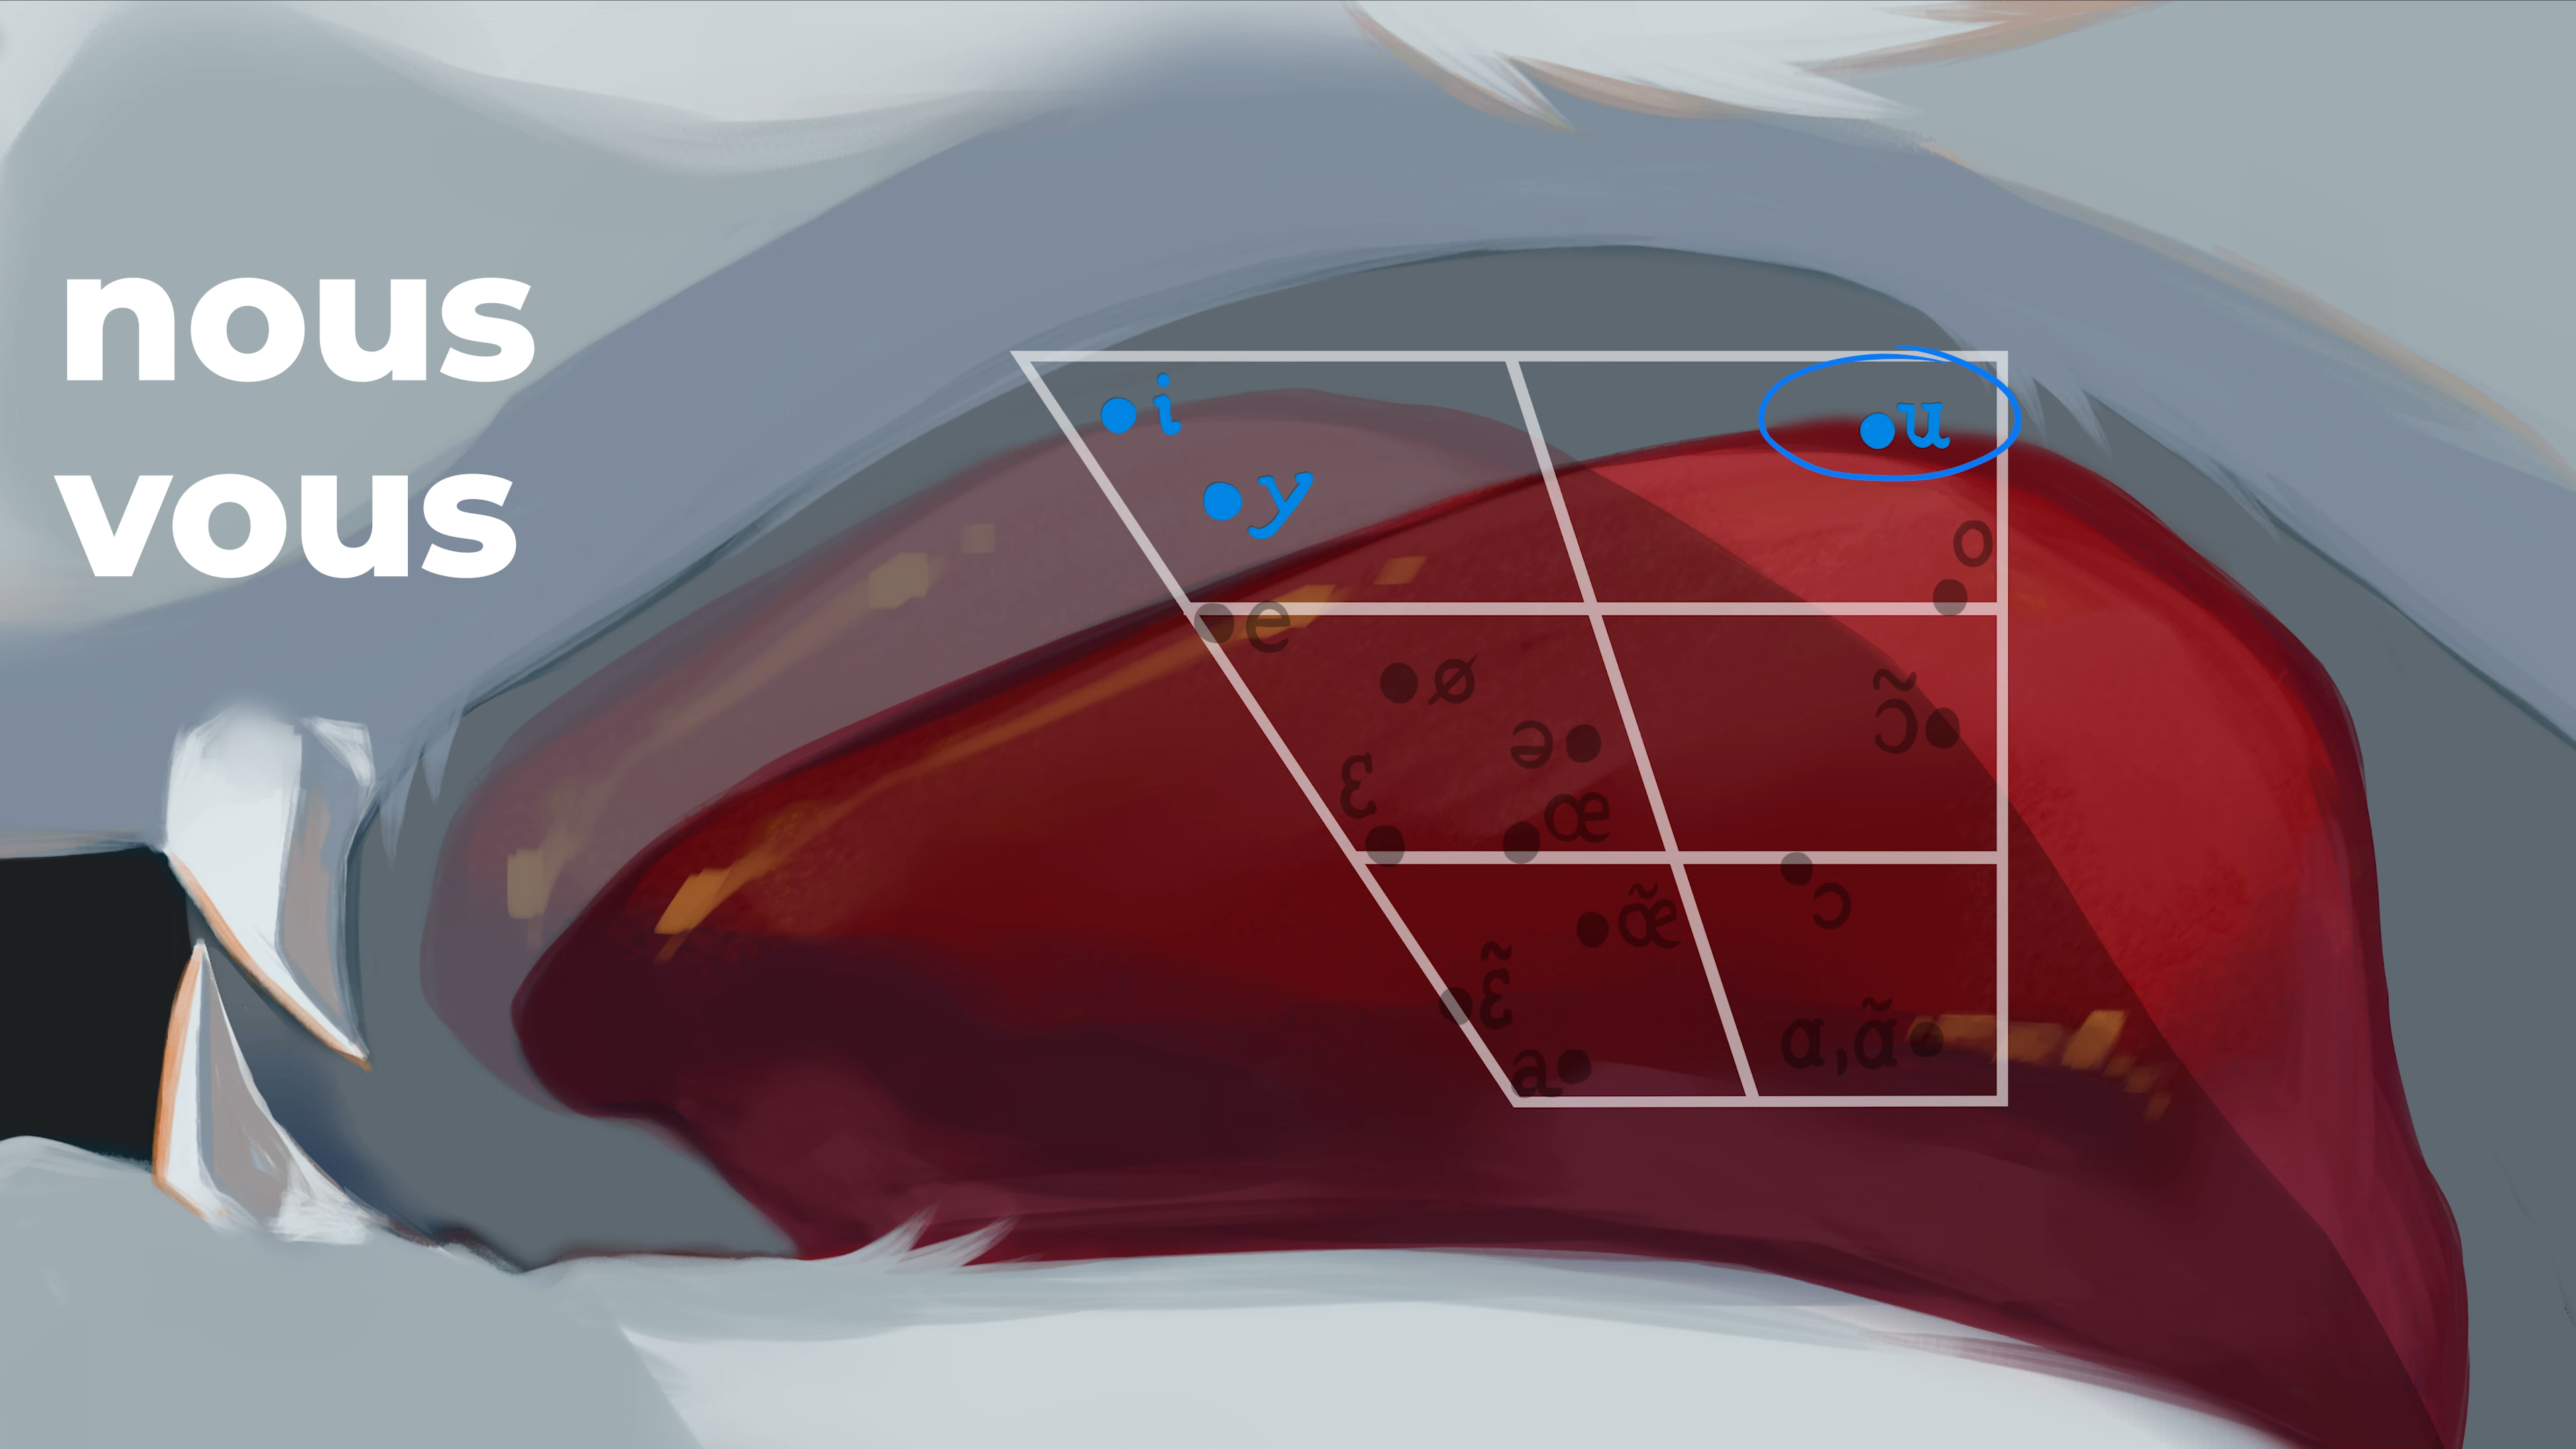 nous
vous
i
u
y
o
e
ø
ɔ̃
ə
ɛ
œ
ɔ
œ̃
ɛ̃
a
ɑ,ɑ̃